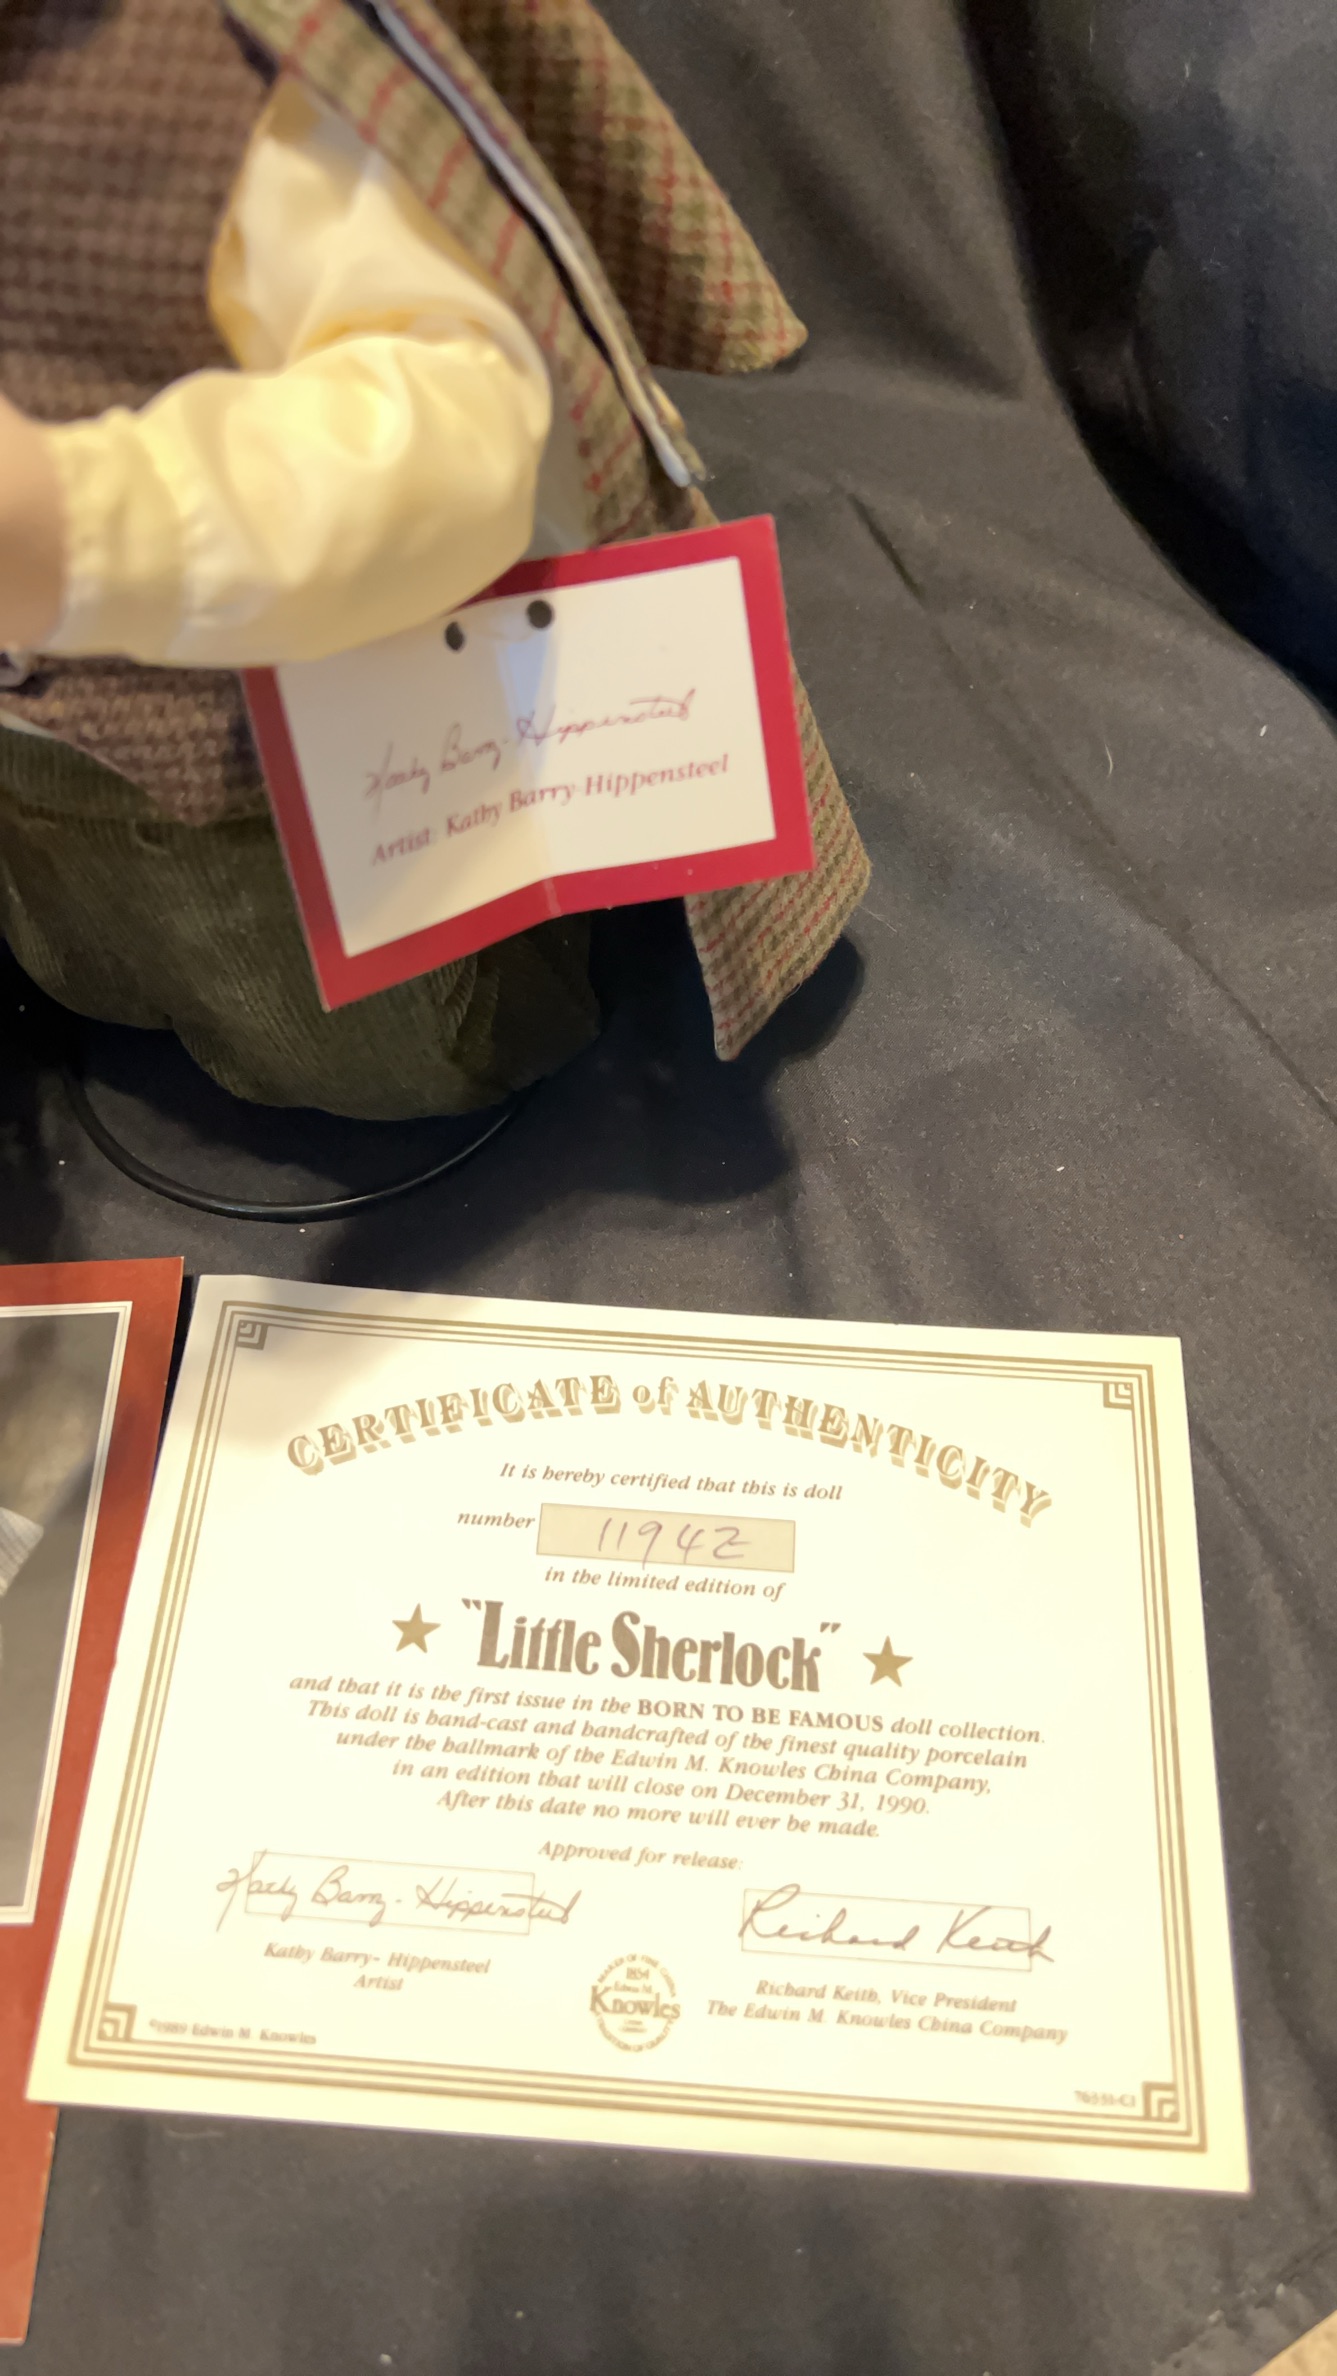 Kathy Barry-Hippensteel
Artist: Kathy Barry-Hippensteel
CERTIFICATE of AUTHENTICITY
It is hereby certified that this is doll
number 11942
in the limited edition of
"Little Sherlock"
and that it is the first issue in the BORN TO BE FAMOUS doll collection.
This doll is hand-cast and handcrafted of the finest quality porcelain
under the hallmark of the Edwin M. Knowles China Company,
in an edition that will close on December 31, 1990.
After this date no more will ever be made.
Approved for release:
Kathy Barry-Hippensteel
Richard Keith
Kathy Barry-Hippensteel
Artist
1854
Edwin M.
Knowles
Richard Keith, Vice President
The Edwin M. Knowles China Company
©1989 Edwin M. Knowles